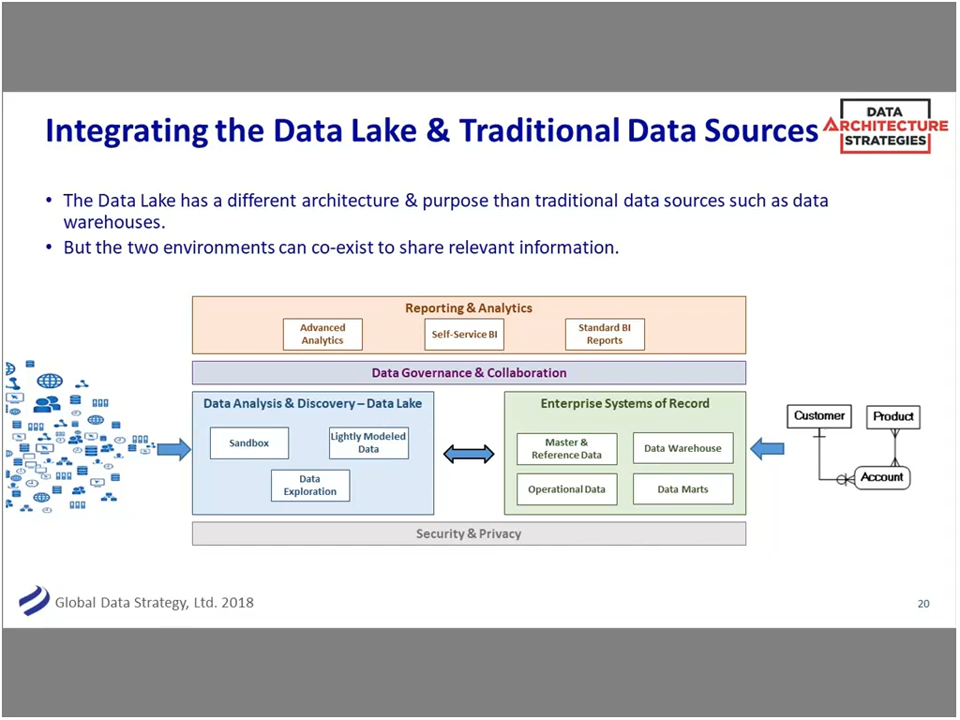 Integrating the Data Lake & Traditional Data Sources
DATA
ARCHITECTURE
STRATEGIES
• The Data Lake has a different architecture & purpose than traditional data sources such as data
warehouses.
• But the two environments can co-exist to share relevant information.
Reporting & Analytics
Advanced
Analytics
Self-Service BI
Standard BI
Reports
Data Governance & Collaboration
Data Analysis & Discovery – Data Lake
Sandbox
Lightly Modeled
Data
Data
Exploration
Enterprise Systems of Record
Master &
Reference Data
Data Warehouse
Operational Data
Data Marts
Customer
Product
Account
Security & Privacy
Global Data Strategy, Ltd. 2018
20